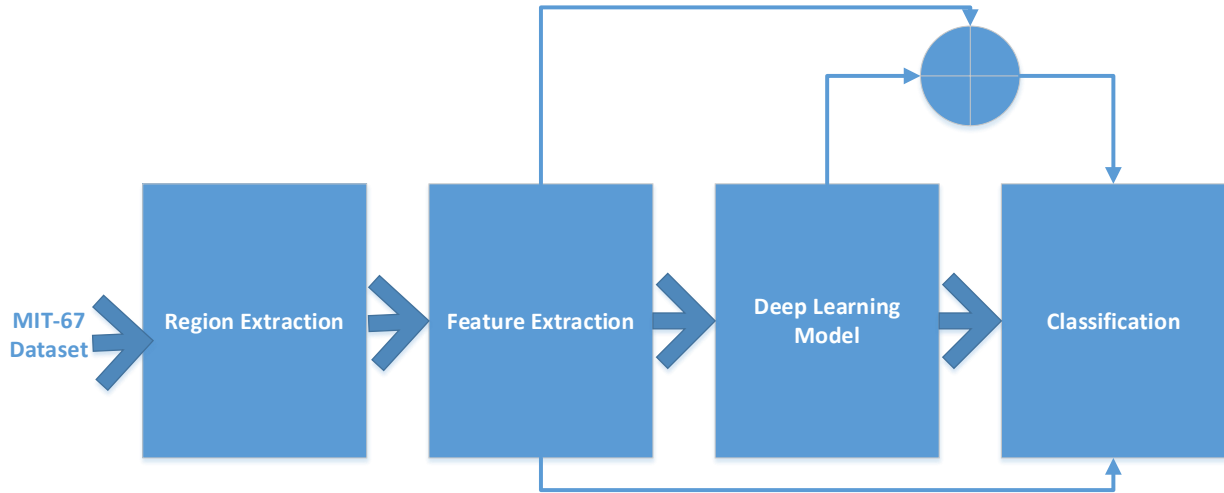 MIT-67
Dataset
Region Extraction
Feature Extraction
Deep Learning
Model
Classification